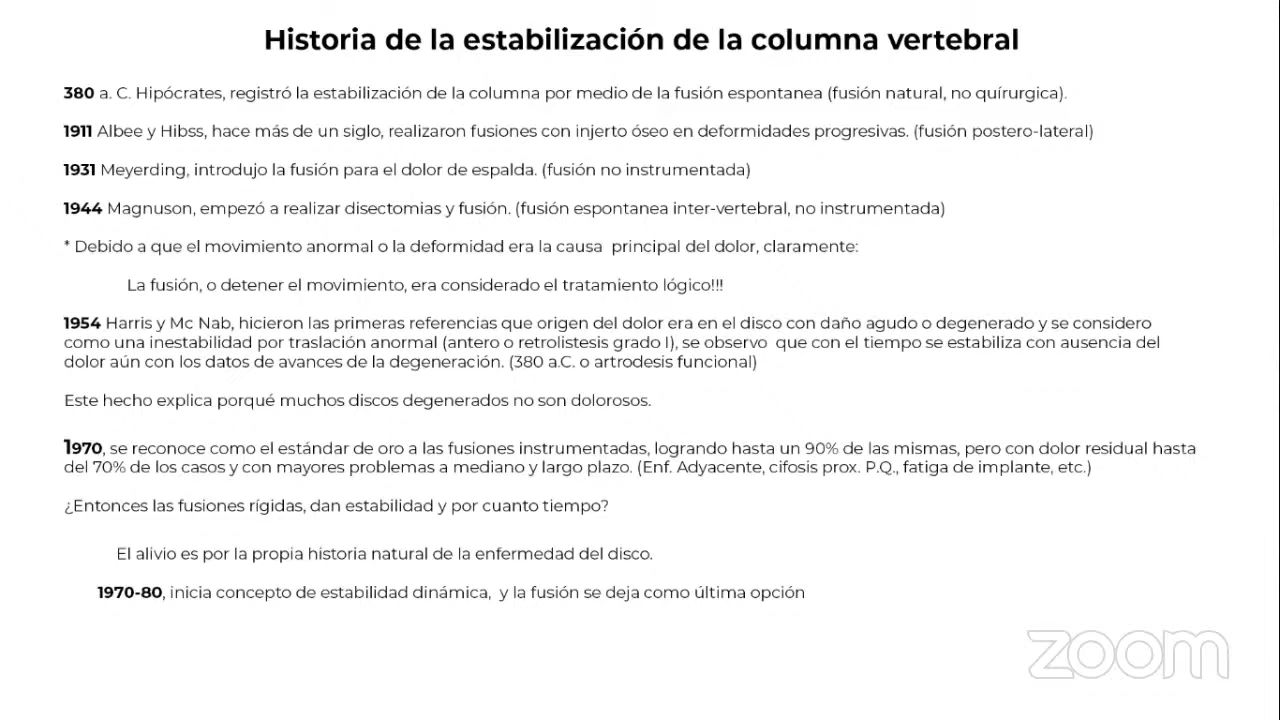 Historia de la estabilización de la columna vertebral
380 a. C. Hipócrates, registró la estabilización de la columna por medio de la fusión espontanea (fusión natural, no quírurgica).
1911 Albee y Hibss, hace más de un siglo, realizaron fusiones con injerto óseo en deformidades progresivas. (fusión postero-lateral)
1931 Meyerding, introdujo la fusión para el dolor de espalda. (fusión no instrumentada)
1944 Magnuson, empezó a realizar disectomias y fusión. (fusión espontanea inter-vertebral, no instrumentada)
* Debido a que el movimiento anormal o la deformidad era la causa  principal del dolor, claramente:
La fusión, o detener el movimiento, era considerado el tratamiento lógico!!!
1954 Harris y Mc Nab, hicieron las primeras referencias que origen del dolor era en el disco con daño agudo o degenerado y se considero
como una inestabilidad por traslación anormal (antero o retrolistesis grado I), se observo  que con el tiempo se estabiliza con ausencia del
dolor aún con los datos de avances de la degeneración. (380 a.C. o artrodesis funcional)
Este hecho explica porqué muchos discos degenerados no son dolorosos.
1970, se reconoce como el estándar de oro a las fusiones instrumentadas, logrando hasta un 90% de las mismas, pero con dolor residual hasta
del 70% de los casos y con mayores problemas a mediano y largo plazo. (Enf. Adyacente, cifosis prox. P.Q., fatiga de implante, etc.)
¿Entonces las fusiones rígidas, dan estabilidad y por cuanto tiempo?
El alivio es por la propia historia natural de la enfermedad del disco.
1970-80, inicia concepto de estabilidad dinámica,  y la fusión se deja como última opción
zoom